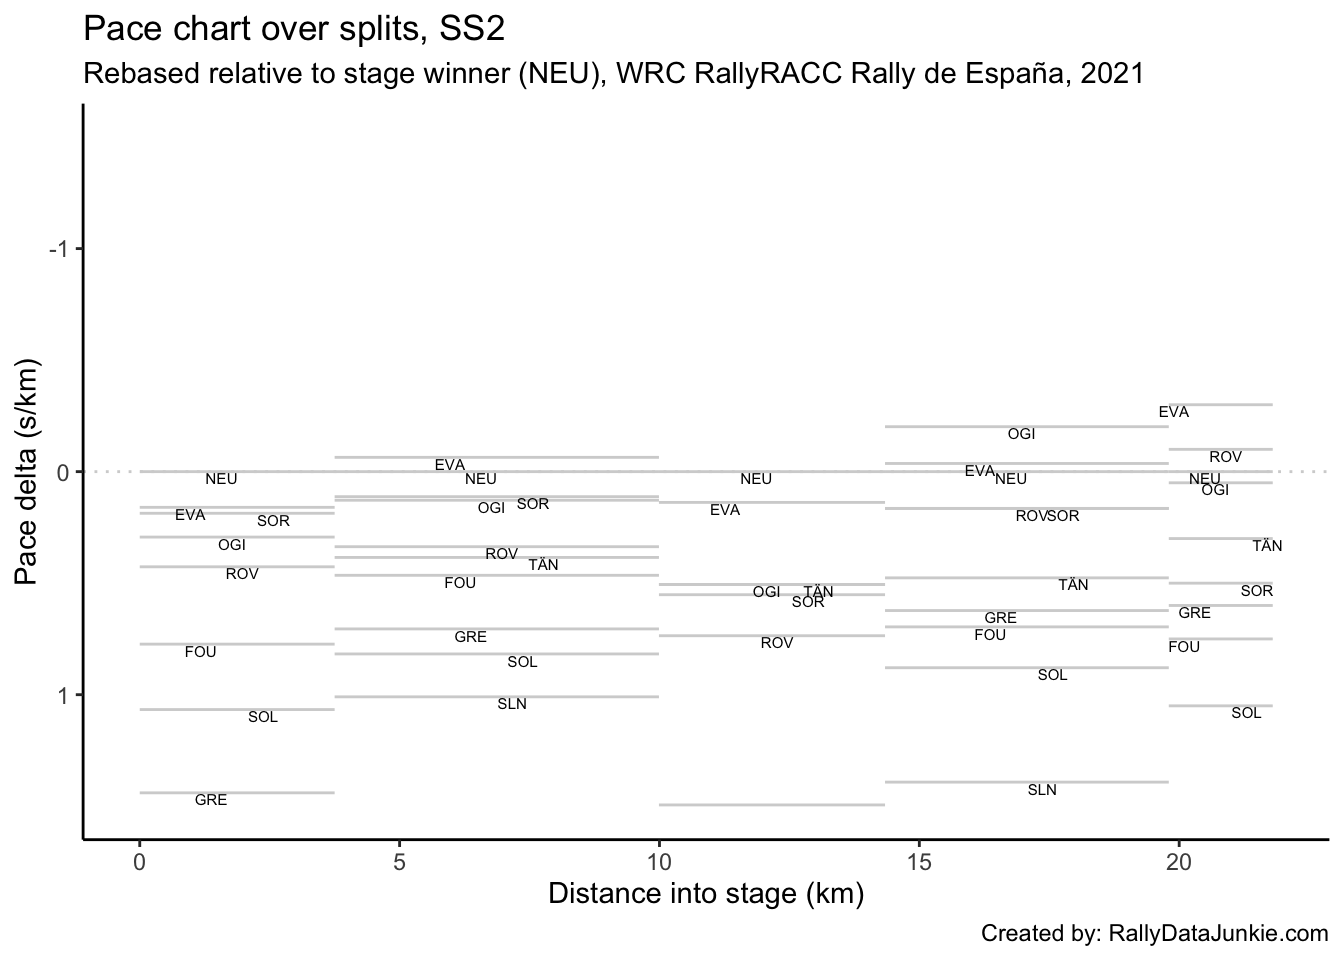 Pace chart over splits, SS2
Rebased relative to stage winner (NEU), WRC RallyRACC Rally de España, 2021
Pace delta (s/km)
-1
0
1
EVA
OGI
EVA
ROV
EVA
EVA
NEU
NEU
NEU
NEU
NEU
OGI
EVA
SOR
OGI
SOR
EVA
ROV
SOR
OGI
ROV
TÄN
ROV
TÄN
FOU
OGI
TÄN
SOR
TÄN
SOR
GRE
FOU
GRE
ROV
GRE
FOU
FOU
SOL
SOL
SOL
SLN
SOL
SOL
GRE
SLN
0
5
10
15
20
Distance into stage (km)
Created by: RallyDataJunkie.com